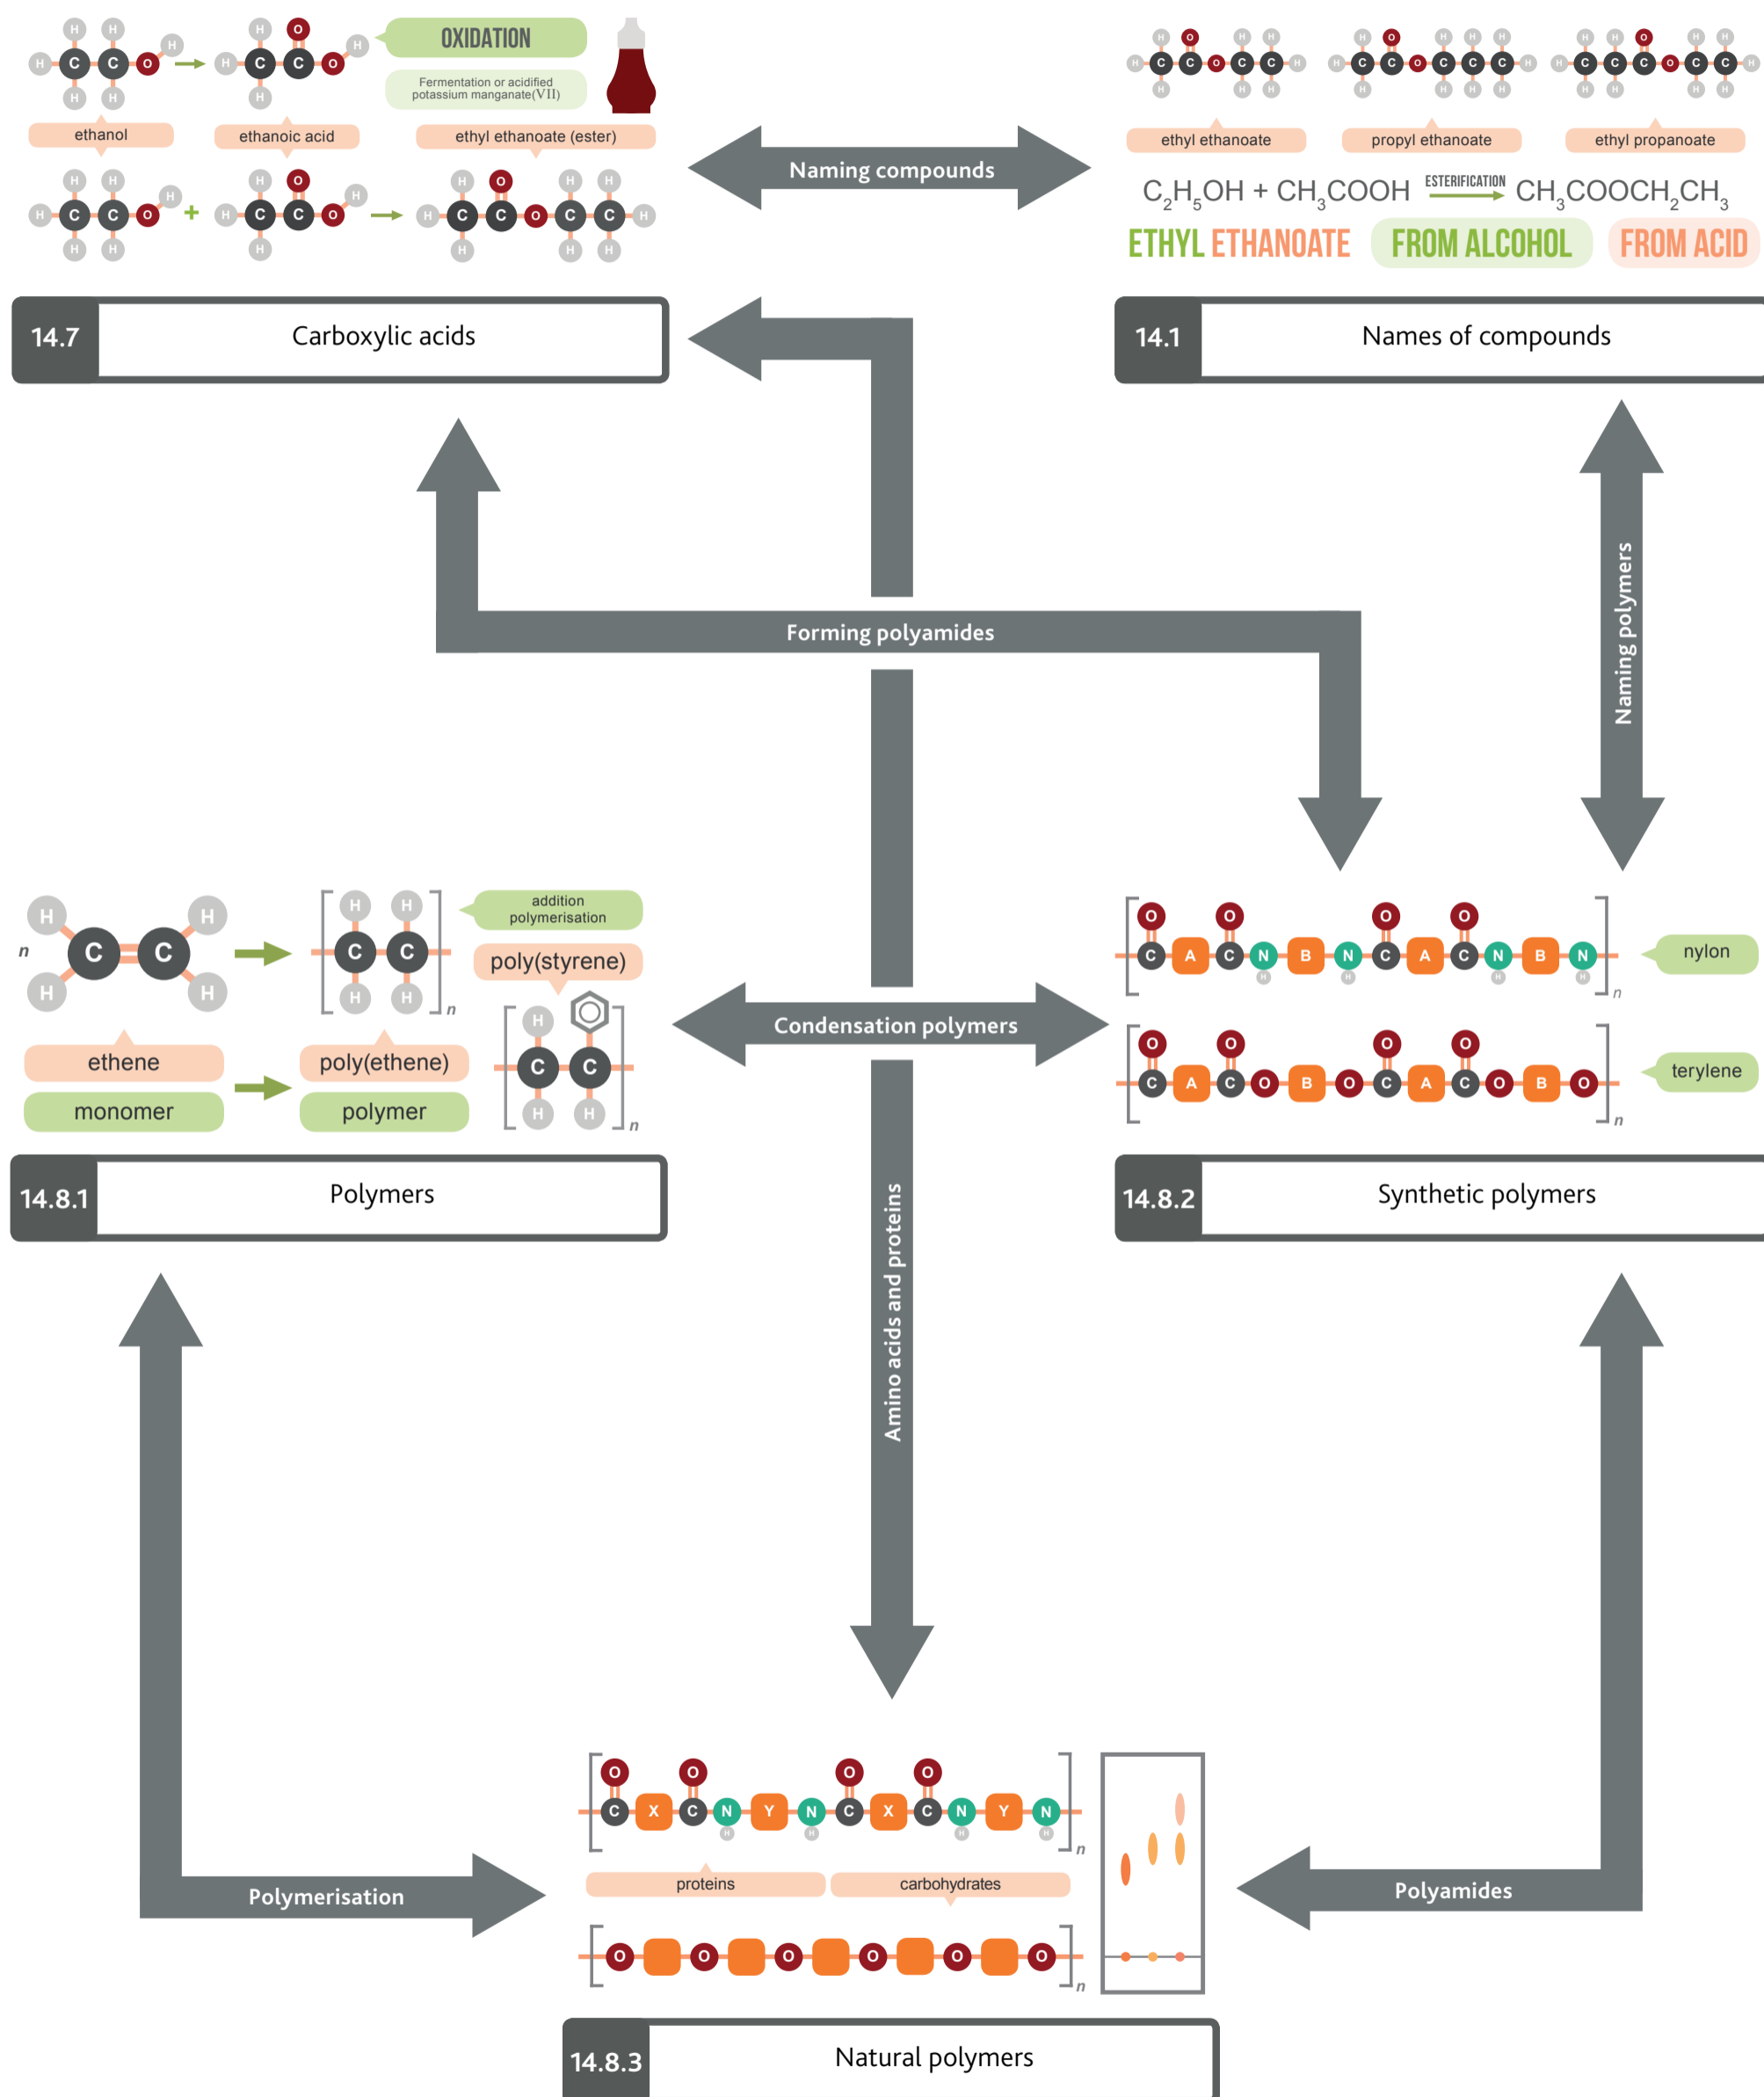 H H O
H C C O H H C C O H
H H H
OXIDATION
Fermentation or acidified
potassium manganate(VII)
ethanol
ethanoic acid
ethyl ethanoate (ester)
H H H O H H O H H
H C C O + H C C O H C C O C C H
H H H H H H
14.7 Carboxylic acids
Naming compounds
H O H H
H C C O C C H
H H H
H O H H H
H C C O C C C H
H H H H
H H O H H
H C C C O C C H
H H H H
ethyl ethanoate
propyl ethanoate
ethyl propanoate
C2H5OH + CH3COOH ESTERIFICATION CH3COOCH2CH3
ETHYL ETHANOATE FROM ALCOHOL FROM ACID
14.1 Names of compounds
Forming polyamides
Naming polymers
H H
n C C
H H
H H
C C
H H
n
addition
polymerisation
poly(styrene)
H
C C
H H
n
ethene
poly(ethene)
monomer
polymer
14.8.1 Polymers
Condensation polymers
O O O O
C A C N B N C A C N B N
H H H H
n
nylon
O O O O
C A C O B O C A C O B O
n
terylene
14.8.2 Synthetic polymers
Amino acids and proteins
Polymerisation
O O O O
C X C N Y N C X C N Y N
H H H H
n
proteins
carbohydrates
O O O O O O
n
Polyamides
14.8.3 Natural polymers